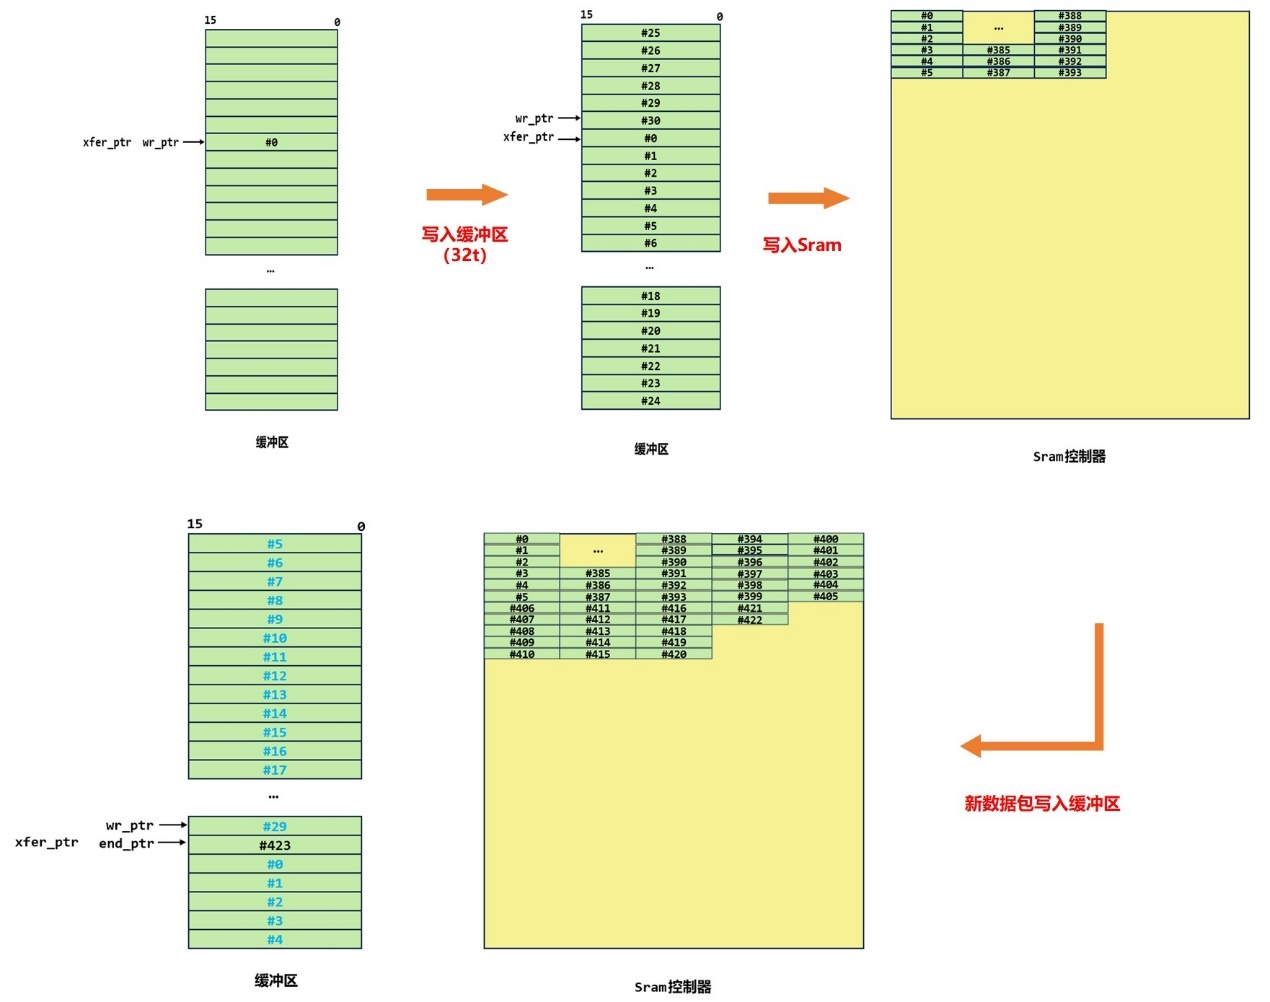 15 0
#0
xfer_ptr wr_ptr
...
缓冲区
写入缓冲区
(32t)
15 0
#25
#26
#27
#28
#29
wr_ptr #30
xfer_ptr #0
#1
#2
#3
#4
#5
#6
...
#18
#19
#20
#21
#22
#23
#24
缓冲区
写入Sram
#0 ... #388
#1 #389
#2 #390
#3 #385 #391
#4 #386 #392
#5 #387 #393
Sram控制器
15 0
#5
#6
#7
#8
#9
#10
#11
#12
#13
#14
#15
#16
#17
...
wr_ptr #29
xfer_ptr end_ptr #423
#0
#1
#2
#3
#4
缓冲区
#0 ... #388 #394 #400
#1 #389 #395 #401
#2 #390 #396 #402
#3 #385 #391 #397 #403
#4 #386 #392 #398 #404
#5 #387 #393 #399 #405
#406 #411 #416 #421
#407 #412 #417 #422
#408 #413 #418
#409 #414 #419
#410 #415 #420
Sram控制器
新数据包写入缓冲区